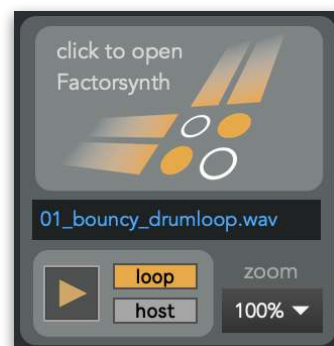 click to open
Factorsynth
01_bouncy_drumloop.wav
loop
zoom
host
100%